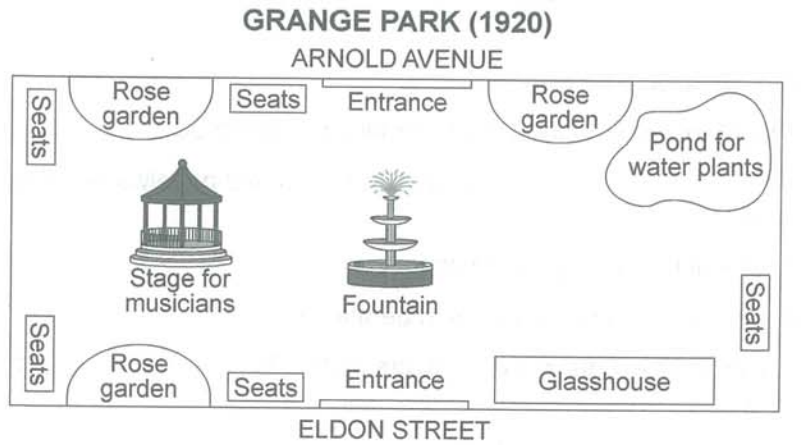 GRANGE PARK (1920)
ARNOLD AVENUE
Seats
Rose
garden
Seats
Entrance
Rose
garden
Pond for
water plants
Stage for
musicians
Fountain
Seats
Seats
Rose
garden
Seats
Entrance
Glasshouse
ELDON STREET